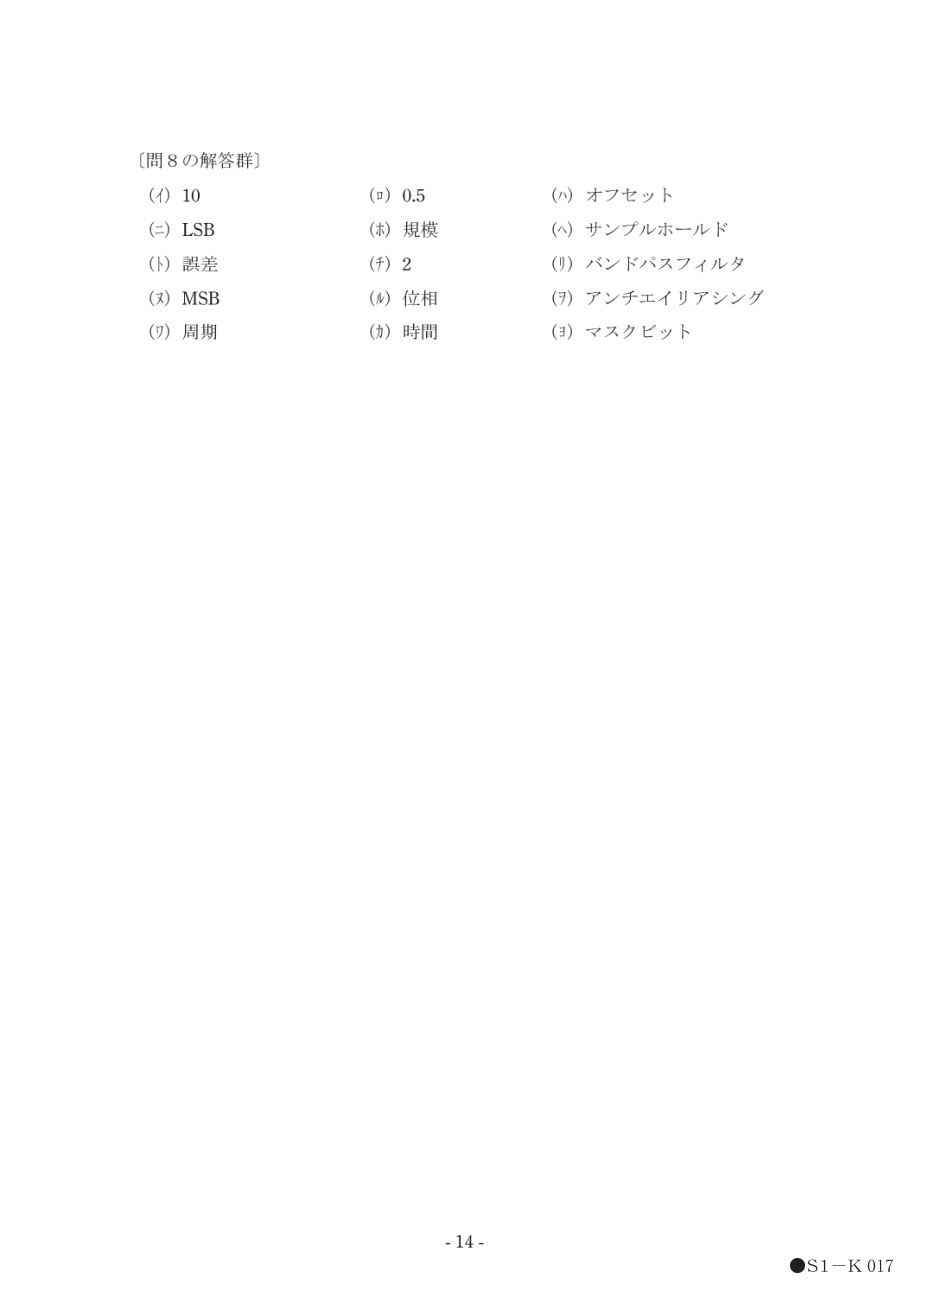 〔問８の解答群〕
(ｲ) 10 (ﾛ) 0.5 (ﾊ) オフセット
(ﾆ) LSB (ﾎ) 規模 (ﾍ) サンプルホールド
(ﾄ) 誤差 (ﾁ) 2 (ﾘ) バンドパスフィルタ
(ﾇ) MSB (ﾙ) 位相 (ｦ) アンチエイリアシング
(ﾜ) 周期 (ｶ) 時間 (ﾖ) マスクビット
- 14 -
●S1－K 017